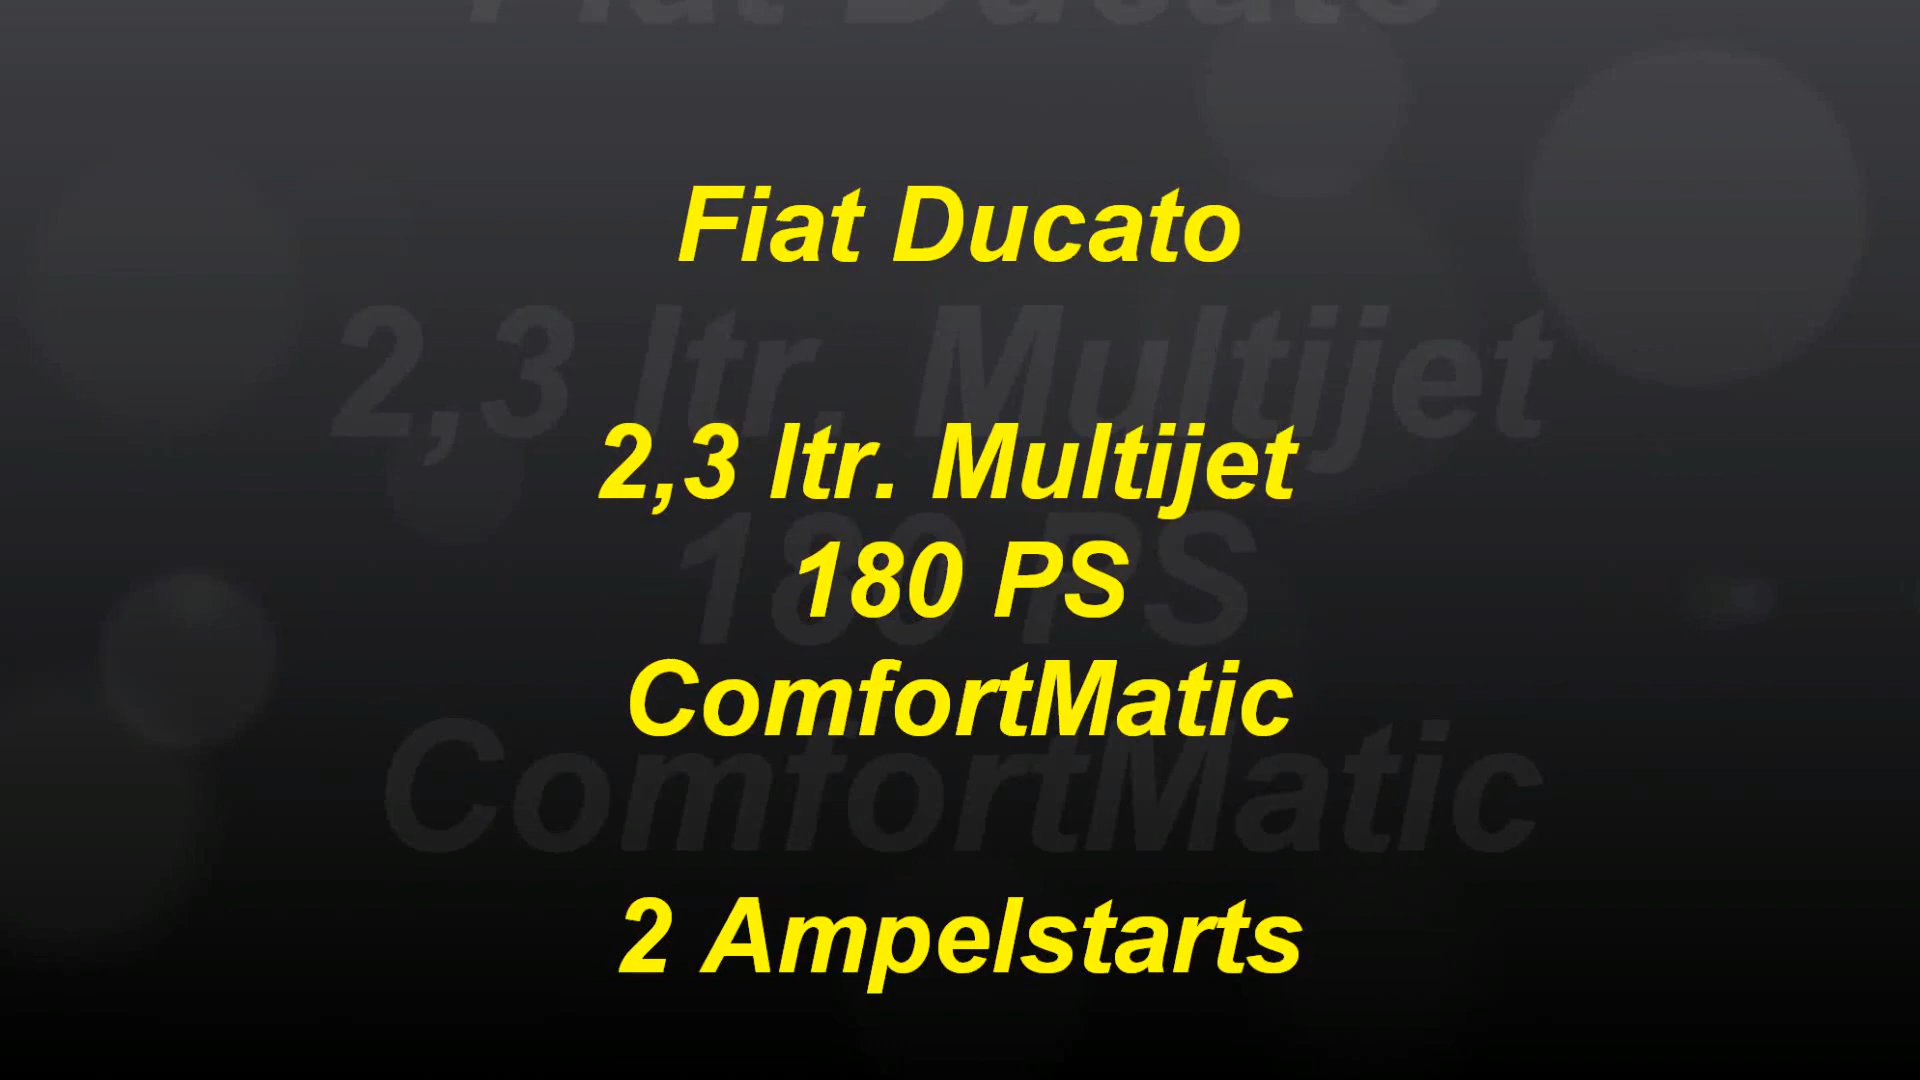 Fiat Ducato
2,3 ltr. Multijet
180 PS
ComfortMatic
2 Ampelstarts